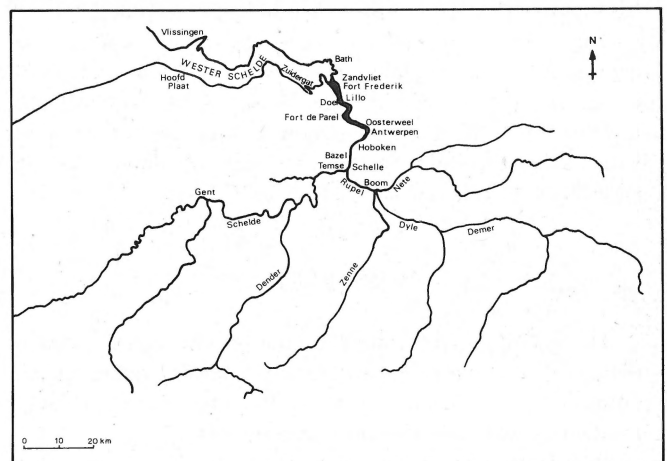 Vlissingen
N
WESTER SCHELDE
Bath
Zuidergat
Zandvliet
Hoofd
Plaat
Fort Frederik
Doel
Lillo
Fort de Parel
Oosterweel
Antwerpen
Hoboken
Bazel
Temse
Schelle
Rupel
Boom
Nete
Gent
Schelde
Dyle
Demer
Dender
Zenne
0 10 20 km